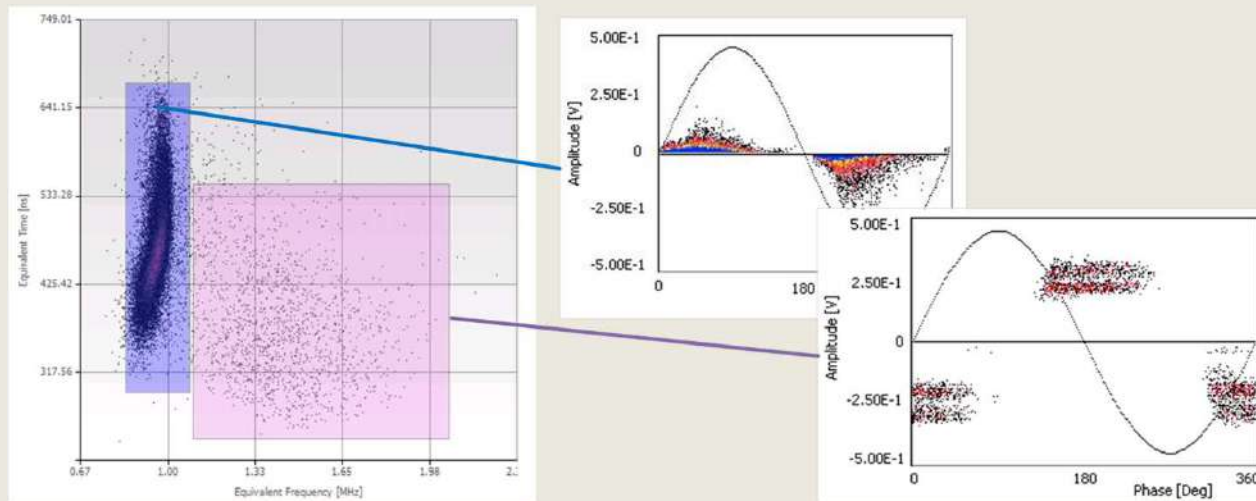 749.01
641.15
533.28
425.42
317.56
Equivalent Time [ns]
0.67 1.00 1.33 1.65 1.98
Equivalent Frequency [MHz]
5.00E-1
2.50E-1
0
-2.50E-1
-5.00E-1
Amplitude [V]
0 180
5.00E-1
2.50E-1
0
-2.50E-1
-5.00E-1
Amplitude [V]
0 180 360
Phase [Deg]